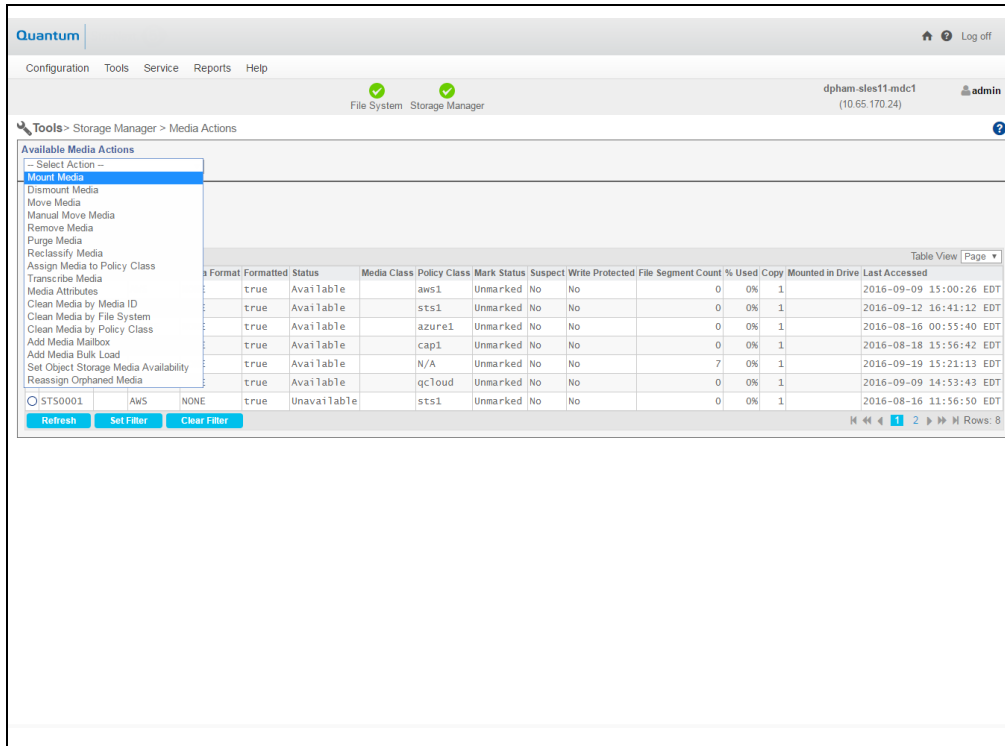 Quantum
Log off
Configuration Tools Service Reports Help
File System Storage Manager
dpham-sles11-mdc1
(10.65.170.24)
admin
Tools> Storage Manager > Media Actions
Available Media Actions
-- Select Action --
Mount Media
Dismount Media
Move Media
Manual Move Media
Remove Media
Purge Media
Reclassify Media
Assign Media to Policy Class
Transcribe Media
Media Attributes
Clean Media by Media ID
Clean Media by File System
Clean Media by Policy Class
Add Media Mailbox
Add Media Bulk Load
Set Object Storage Media Availability
Reassign Orphaned Media
Table View Page
Format Formatted Status Media Class Policy Class Mark Status Suspect Write Protected File Segment Count % Used Copy Mounted in Drive Last Accessed
true Available aws1 Unmarked No No 0 0% 1 2016-09-09 15:00:26 EDT
true Available sts1 Unmarked No No 0 0% 1 2016-09-12 16:41:12 EDT
true Available azure1 Unmarked No No 0 0% 1 2016-08-16 00:55:40 EDT
true Available cap1 Unmarked No No 0 0% 1 2016-08-18 15:56:42 EDT
true Available N/A Unmarked No No 7 0% 1 2016-09-19 15:21:13 EDT
true Available qcloud Unmarked No No 0 0% 1 2016-09-09 14:53:43 EDT
STS0001 AWS NONE true Unavailable sts1 Unmarked No No 0 0% 1 2016-08-16 11:56:50 EDT
Refresh Set Filter Clear Filter 1 2 Rows: 8